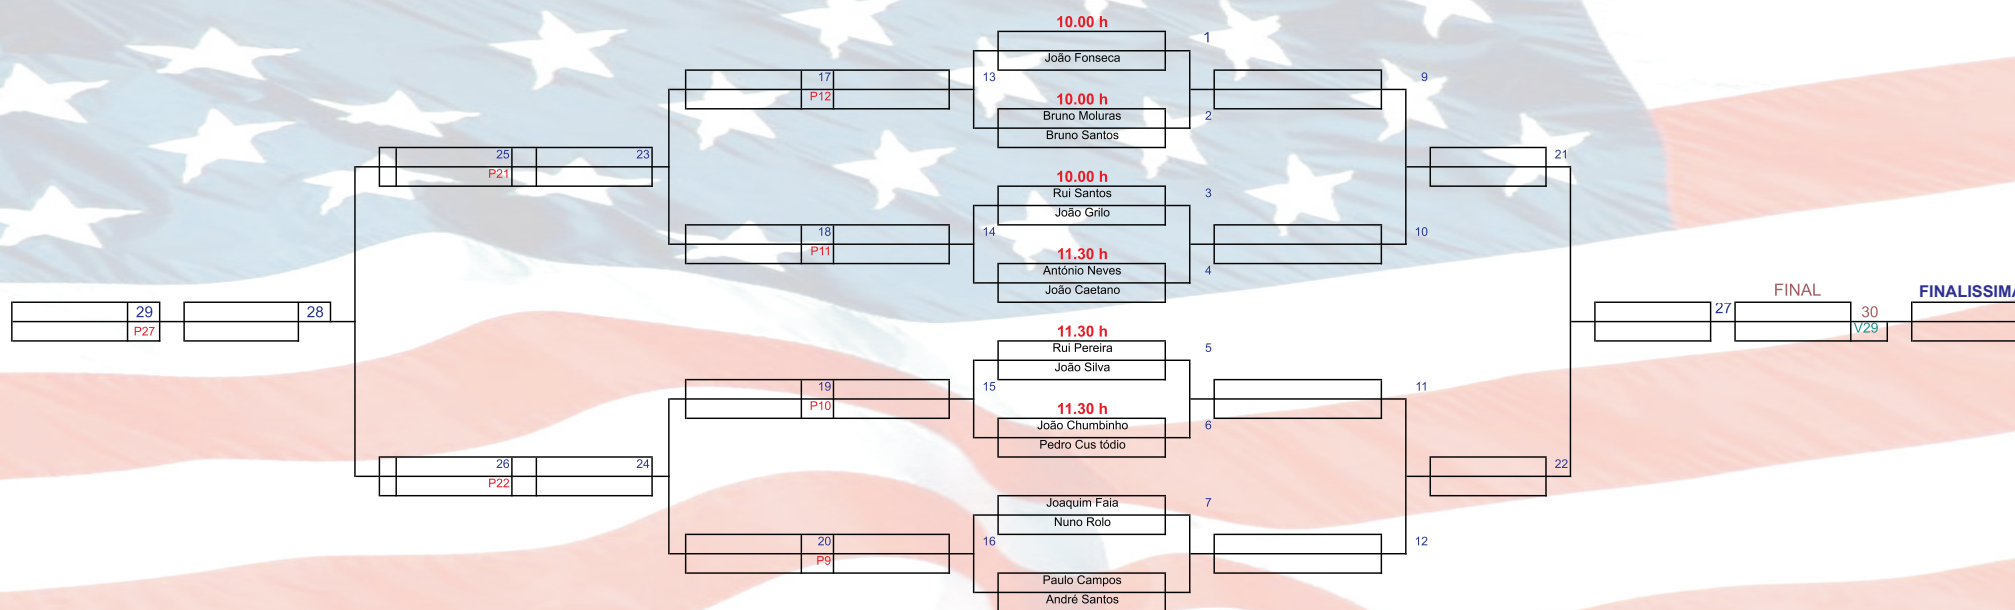 10.00 h
1
João Fonseca
17
13
9
P12
10.00 h
Bruno Moluras
2
Bruno Santos
25
23
21
P21
10.00 h
Rui Santos
3
João Grilo
18
14
10
P11
11.30 h
António Neves
4
João Caetano
FINAL
FINALISSIMA
29
28
27
30
P27
V29
11.30 h
Rui Pereira
5
João Silva
19
15
11
P10
11.30 h
João Chumbinho
6
Pedro Cus tódio
26
24
22
P22
Joaquim Faia
7
Nuno Rolo
20
16
12
P9
Paulo Campos
André Santos